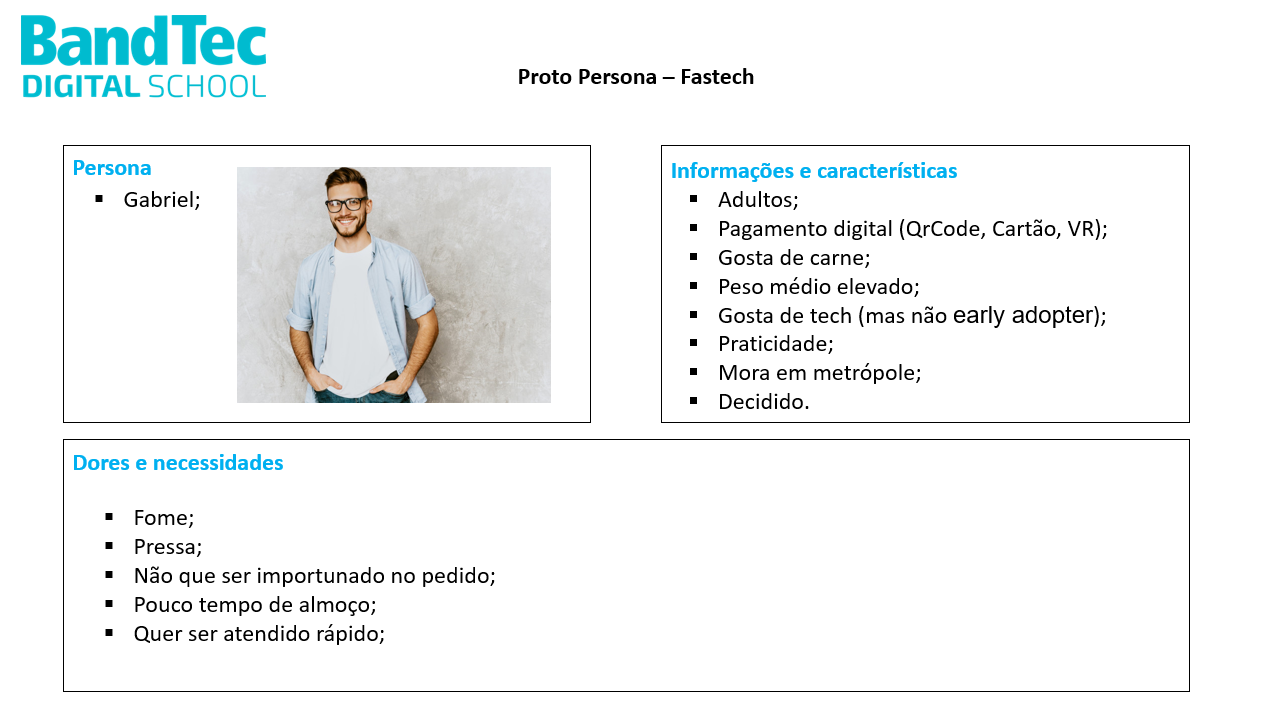 BandTec
DIGITAL SCHOOL
Proto Persona – Fastech
Persona
▪ Gabriel;
Informações e características
▪ Adultos;
▪ Pagamento digital (QrCode, Cartão, VR);
▪ Gosta de carne;
▪ Peso médio elevado;
▪ Gosta de tech (mas não early adopter);
▪ Praticidade;
▪ Mora em metrópole;
▪ Decidido.
Dores e necessidades
▪ Fome;
▪ Pressa;
▪ Não que ser importunado no pedido;
▪ Pouco tempo de almoço;
▪ Quer ser atendido rápido;